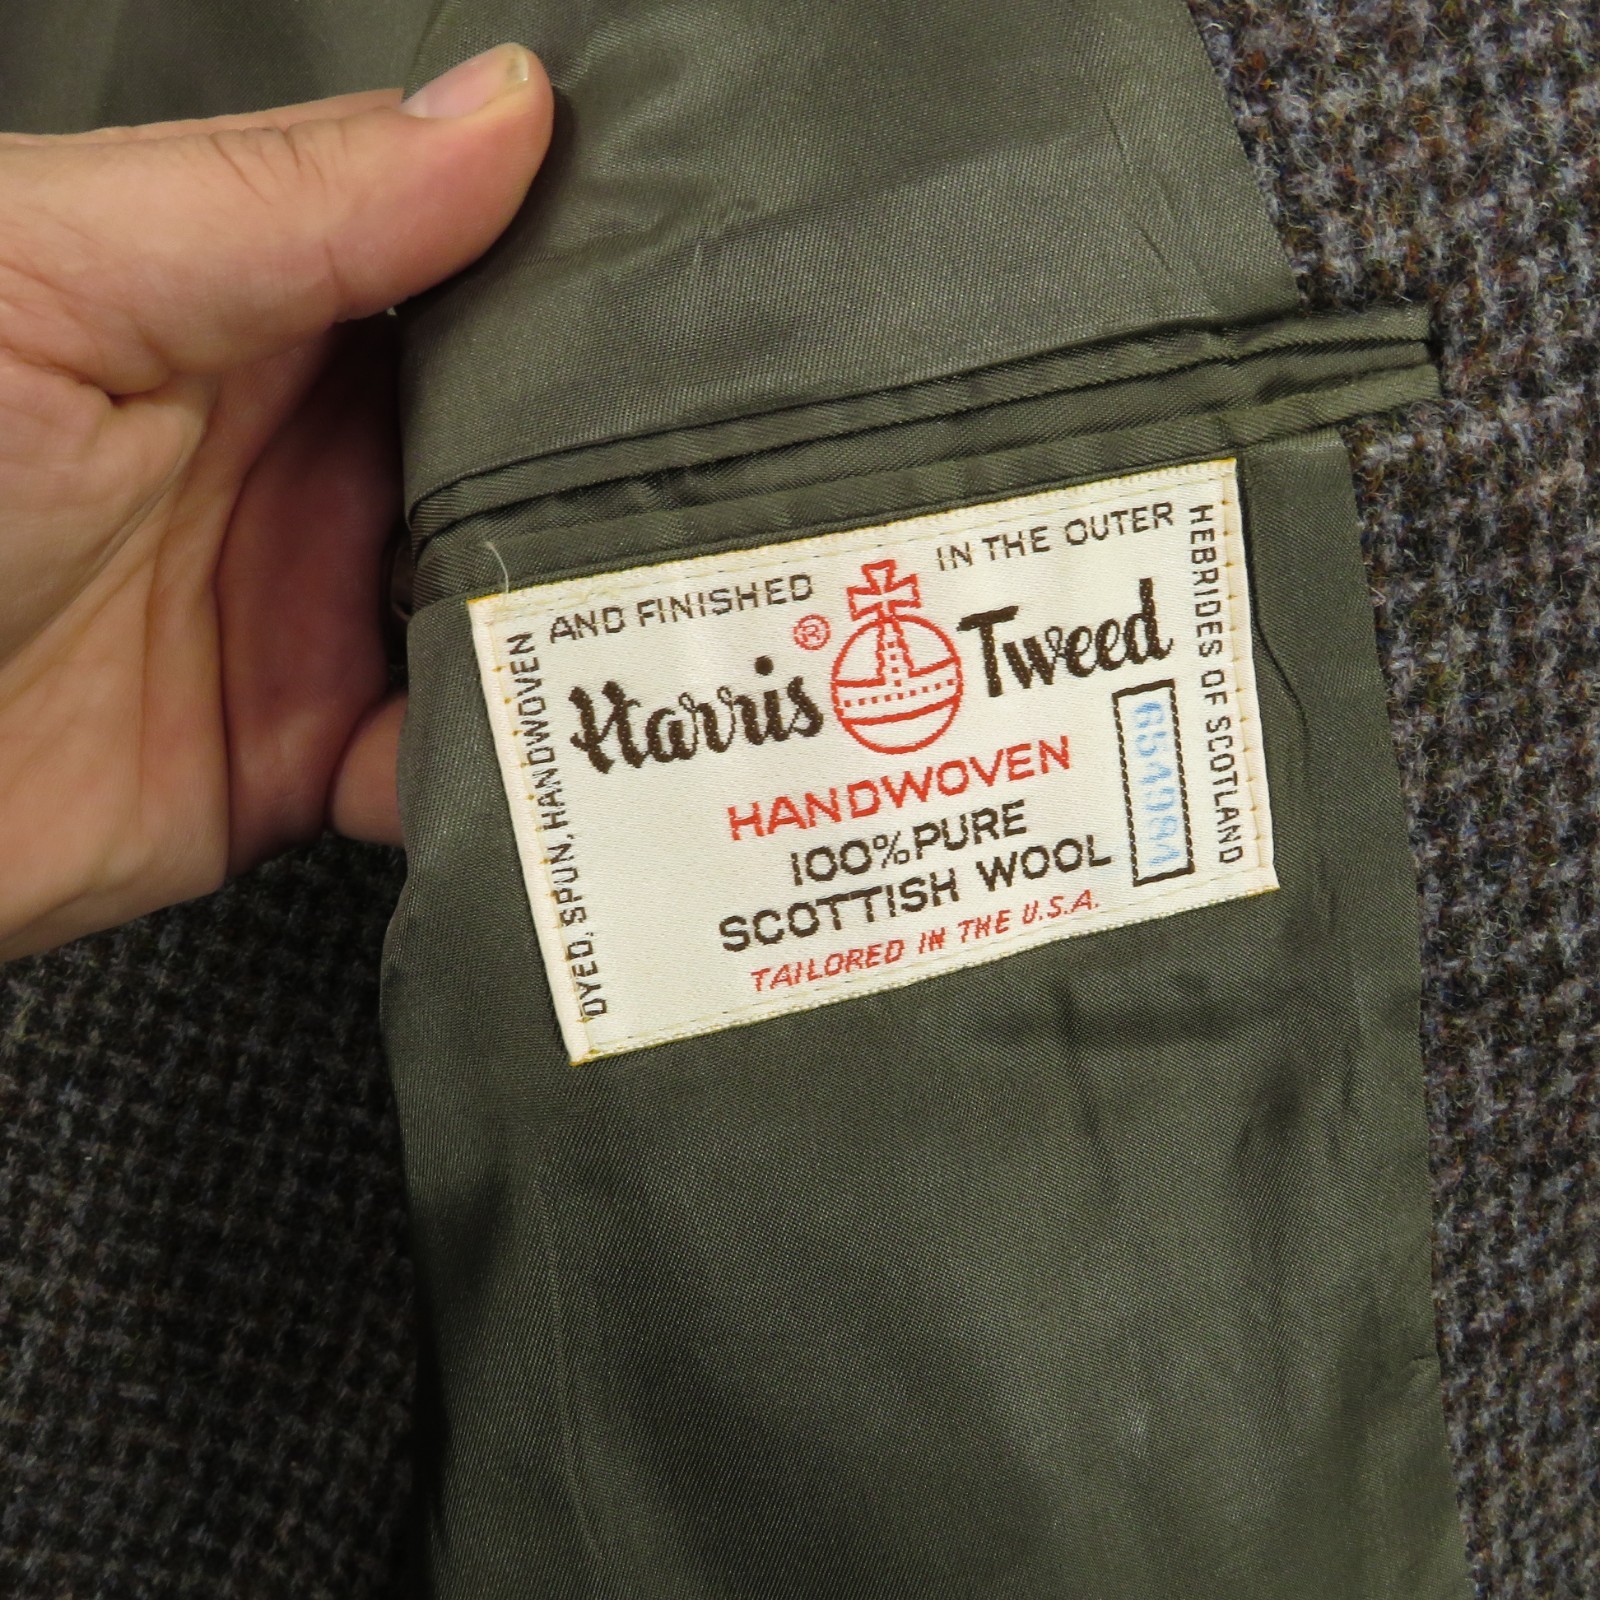 DYED, SPUN, HANDWOVEN
AND FINISHED
IN THE OUTER
HEBRIDES OF SCOTLAND
Harris ® Tweed
HANDWOVEN
100% PURE
SCOTTISH WOOL
TAILORED IN THE U.S.A.